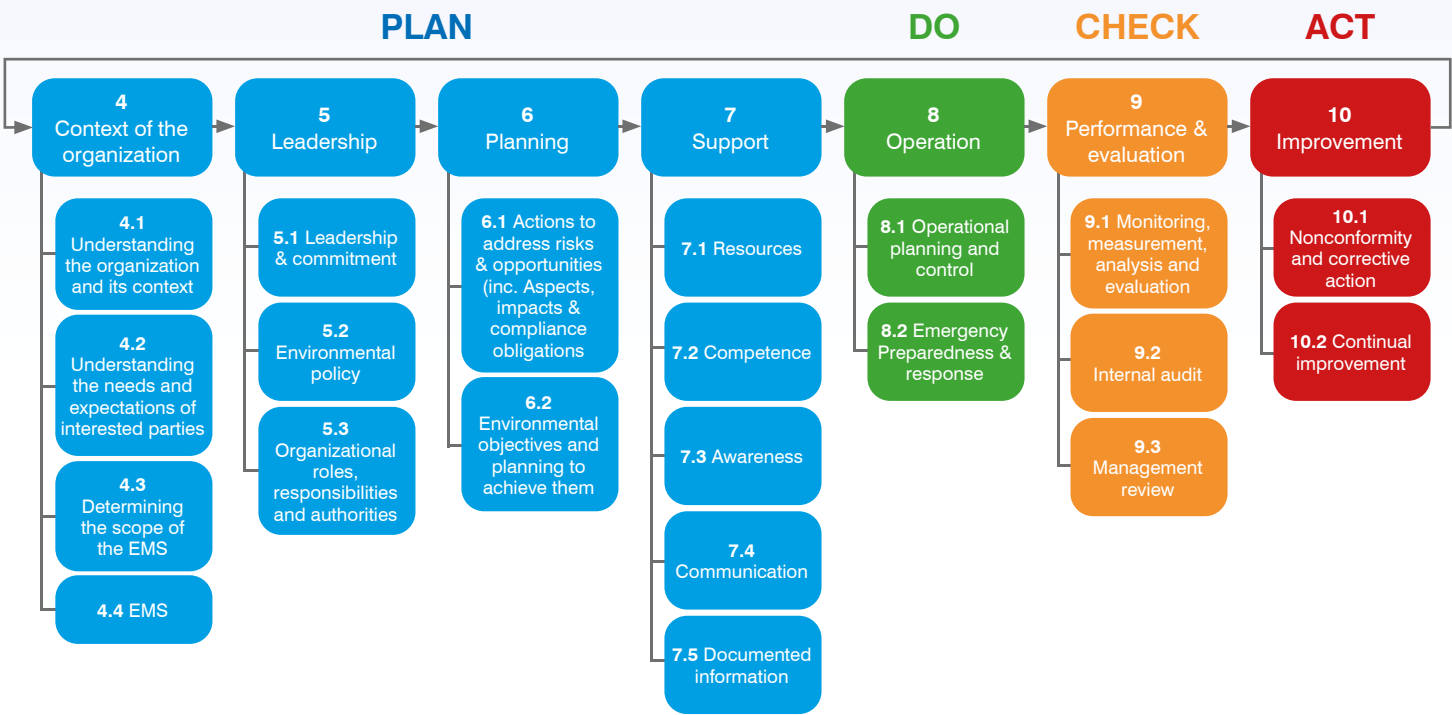 PLAN
DO
CHECK
ACT
4
Context of the
organization
5
Leadership
6
Planning
7
Support
8
Operation
9
Performance &
evaluation
10
Improvement
4.1
Understanding
the organization
and its context
4.2
Understanding
the needs and
expectations of
interested parties
4.3
Determining
the scope of
the EMS
4.4 EMS
5.1 Leadership
& commitment
5.2
Environmental
policy
5.3
Organizational
roles,
responsibilities
and authorities
6.1 Actions to
address risks
& opportunities
(inc. Aspects,
impacts &
compliance
obligations
6.2
Environmental
objectives and
planning to
achieve them
7.1 Resources
7.2 Competence
7.3 Awareness
7.4
Communication
7.5 Documented
information
8.1 Operational
planning and
control
8.2 Emergency
Preparedness &
response
9.1 Monitoring,
measurement,
analysis and
evaluation
9.2
Internal audit
9.3
Management
review
10.1
Nonconformity
and corrective
action
10.2 Continual
improvement